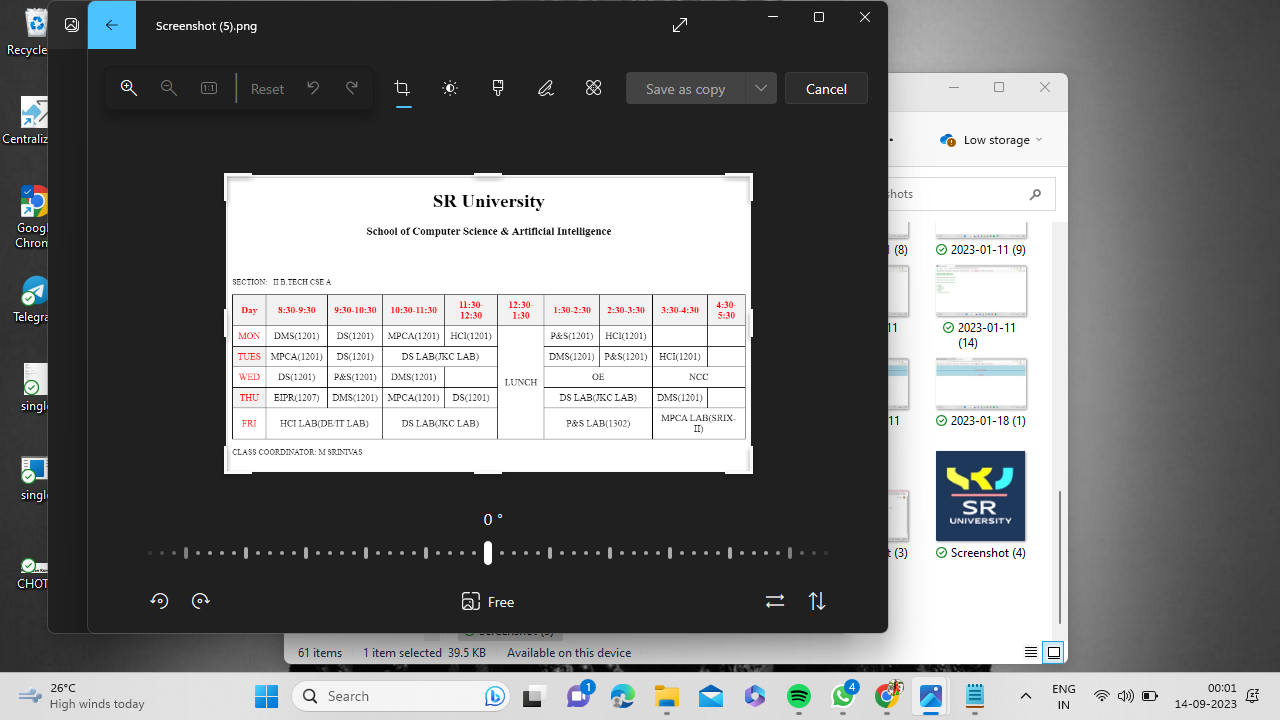 Recycle
Centraliz
Googl
Chrom
Telegra
single
single
CHOT
Screenshot (5).png
Reset
Save as copy
Cancel
SR University
School of Computer Science & Artificial Intelligence
SECTION: II B.TECH CSE A
Day 8:30-9:30 9:30-10:30 10:30-11:30 11:30-12:30 12:30-1:30 1:30-2:30 2:30-3:30 3:30-4:30 4:30-5:30
MON DMS(1201) DS(1201) MPCA(1201) HCI(1201) P&S(1201) HCI(1201)
TUES MPCA(1201) DS(1201) DS LAB(JKC LAB) DMS(1201) P&S(1201) HCI(1201)
WED DS(1201) P&S(1201) DMS(1201) OE NCC
LUNCH
THU EIPR(1207) DMS(1201) MPCA(1201) DS(1201) DS LAB(JKC LAB) DMS(1201)
FRI HCI LAB(DE/IT LAB) DS LAB(JKC LAB) P&S LAB(1302) MPCA LAB(SRIX-II)
CLASS COORDINATOR: M SRINIVAS
0 °
Free
Low storage
shots
(8)
2023-01-11 (9)
11
2023-01-11
(14)
11
2023-01-18 (1)
SR
UNIVERSITY
(3)
Screenshot (4)
61 items
1 item selected 39.5 KB
Available on this device
26°C
High winds today
Search
1
4
ENG
IN
00:01
14-09-2023